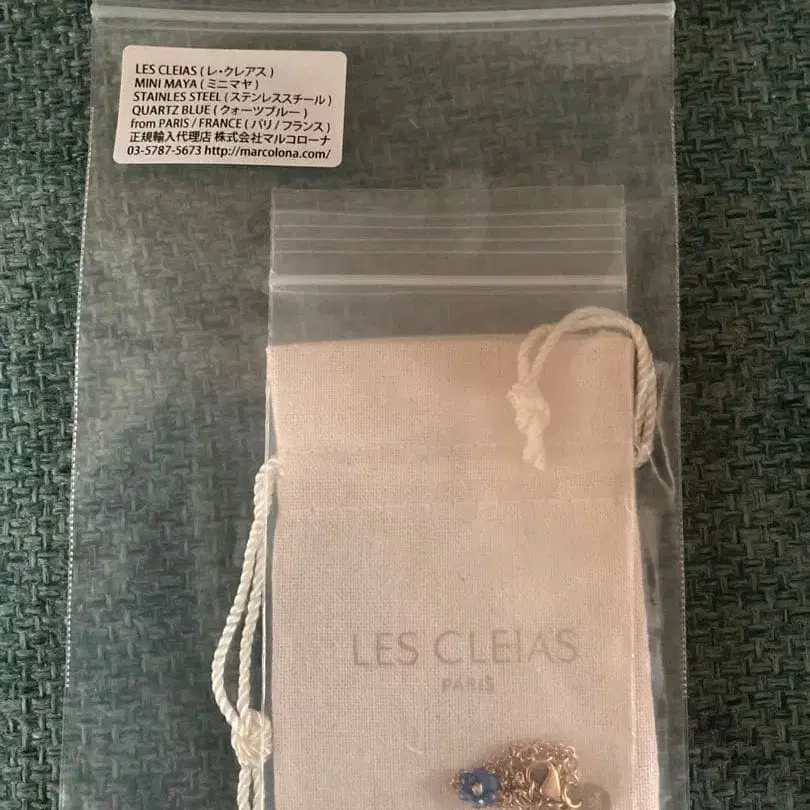 LES CLEIAS ( レ・クレアス )
MINI MAYA ( ミニマヤ )
STAINLES STEEL ( ステンレススチール )
QUARTZ BLUE ( クォーツブルー )
from PARIS / FRANCE ( パリ / フランス )
正規輸入代理店 株式会社マルコローナ
03-5787-5673 http://marcolona.com/
LES CLEIAS
PARIS